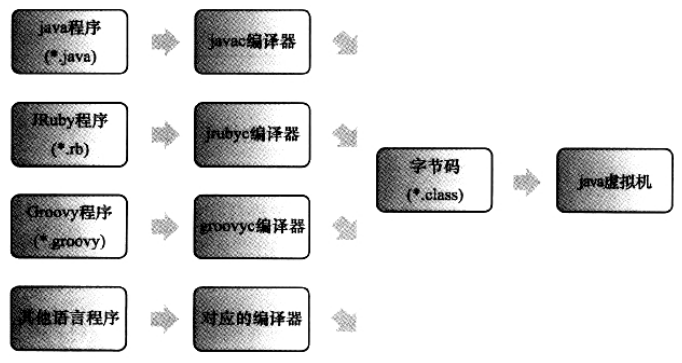 java程序
(*.java)
javac编译器
JRuby程序
(*.rb)
jrubyc编译器
Groovy程序
(*.groovy)
groovyc编译器
其他语言程序
对应的编译器
字节码
(*.class)
java虚拟机